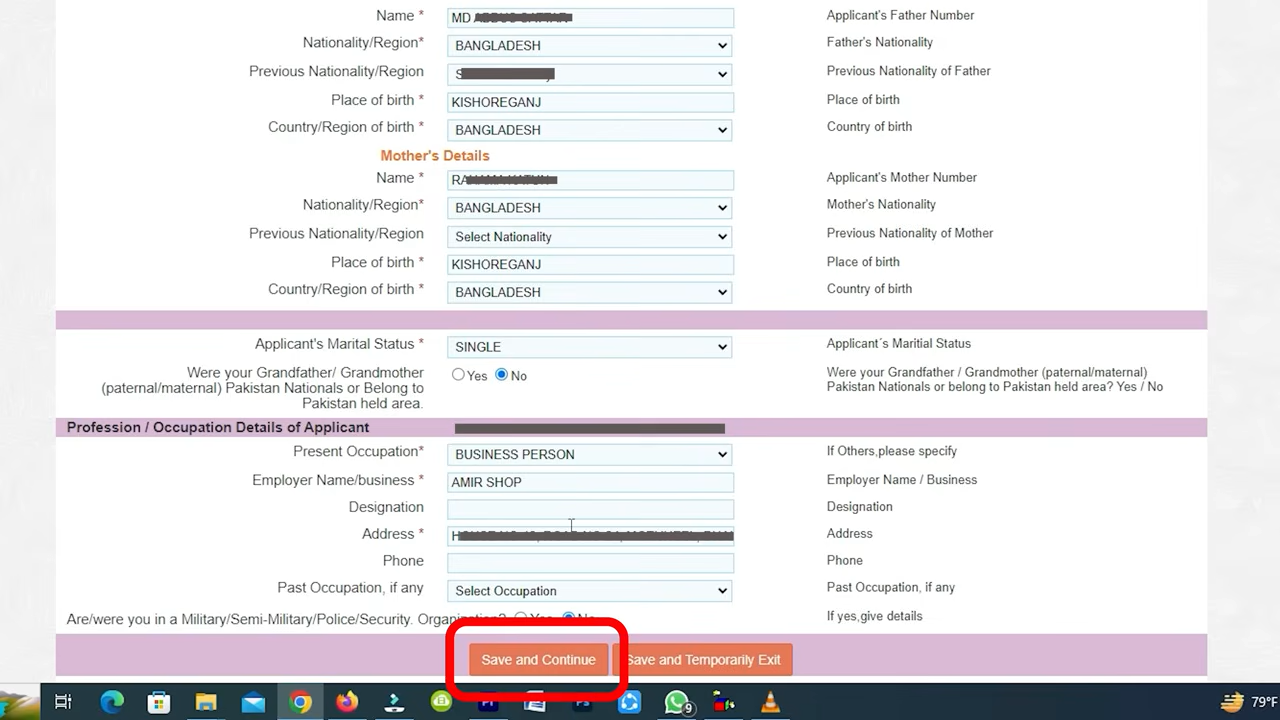 Name * MD Applicant's Father Number
Nationality/Region* BANGLADESH Father's Nationality
Previous Nationality/Region S Previous Nationality of Father
Place of birth * KISHOREGANJ Place of birth
Country/Region of birth * BANGLADESH Country of birth
Mother's Details
Name * Applicant's Mother Number
Nationality/Region* BANGLADESH Mother's Nationality
Previous Nationality/Region Select Nationality Previous Nationality of Mother
Place of birth * KISHOREGANJ Place of birth
Country/Region of birth * BANGLADESH Country of birth
Applicant's Marital Status * SINGLE Applicant´s Maritial Status
Were your Grandfather/ Grandmother Yes No Were your Grandfather / Grandmother (paternal/maternal)
(paternal/maternal) Pakistan Nationals or Belong to Pakistan Nationals or belong to Pakistan held area? Yes / No
Pakistan held area.
Profession / Occupation Details of Applicant
Present Occupation* BUSINESS PERSON If Others,please specify
Employer Name/business * AMIR SHOP Employer Name / Business
Designation Designation
Address * Address
Phone Phone
Past Occupation, if any Select Occupation Past Occupation, if any
Are/were you in a Military/Semi-Military/Police/Security. Organization? Yes No If yes,give details
Save and Continue Save and Temporarily Exit
9 79°F